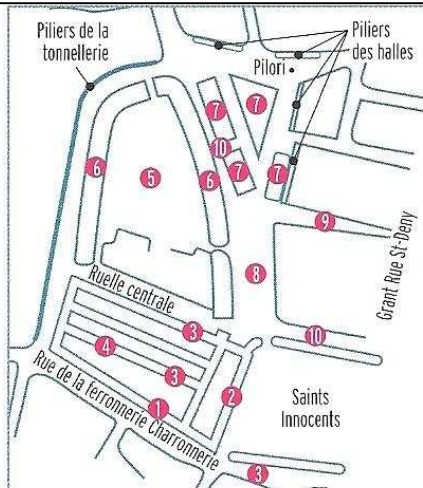 Piliers de la
tonnellerie
Piliers
des halles
Pilori
7
7
10
7
7
6
5
6
9
Grant Rue St-Deny
8
Ruelle centrale
3
10
4
3
2
1
Saints
Innocents
Rue de la ferronnerie Charronnerie
3